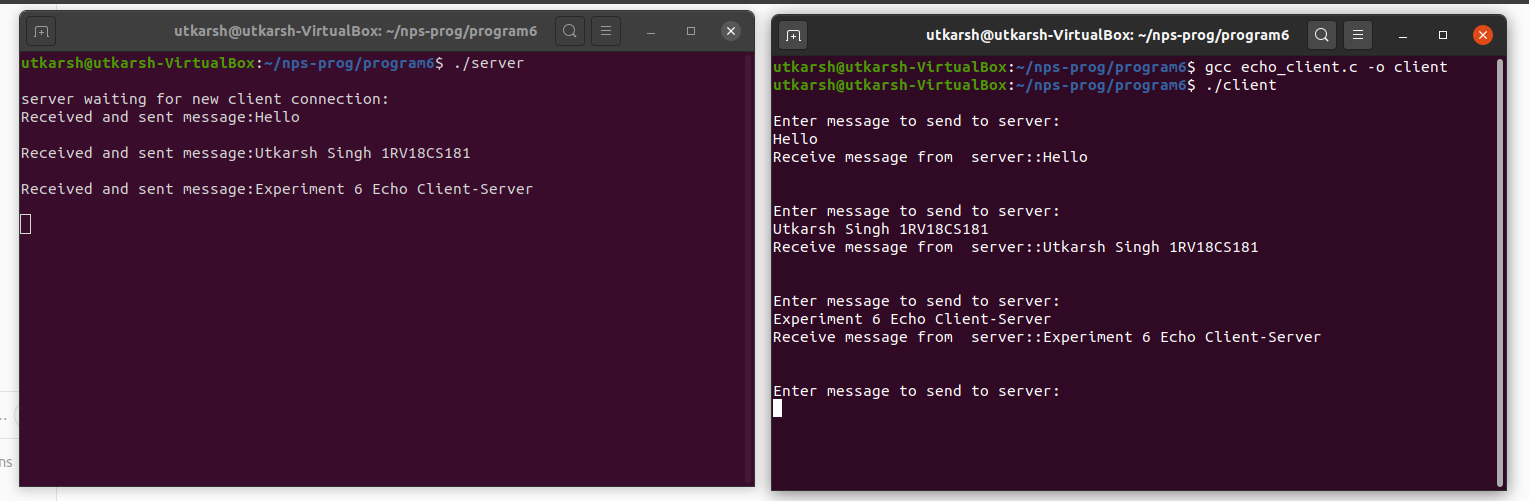 utkarsh@utkarsh-VirtualBox: ~/nps-prog/program6
utkarsh@utkarsh-VirtualBox:~/nps-prog/program6$ ./server
server waiting for new client connection:
Received and sent message:Hello
Received and sent message:Utkarsh Singh 1RV18CS181
Received and sent message:Experiment 6 Echo Client-Server
utkarsh@utkarsh-VirtualBox: ~/nps-prog/program6
utkarsh@utkarsh-VirtualBox:~/nps-prog/program6$ gcc echo_client.c -o client
utkarsh@utkarsh-VirtualBox:~/nps-prog/program6$ ./client
Enter message to send to server:
Hello
Receive message from  server::Hello
Enter message to send to server:
Utkarsh Singh 1RV18CS181
Receive message from  server::Utkarsh Singh 1RV18CS181
Enter message to send to server:
Experiment 6 Echo Client-Server
Receive message from  server::Experiment 6 Echo Client-Server
Enter message to send to server: